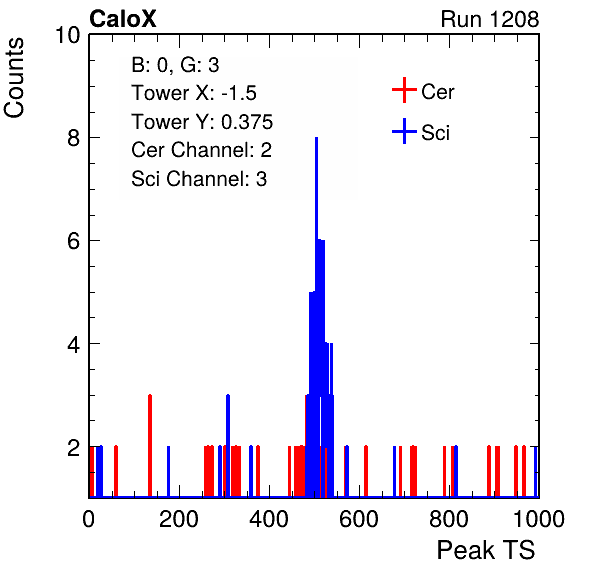 CaloX Run 1208
Counts
10
8
6
4
2
B: 0, G: 3
Tower X: -1.5
Tower Y: 0.375
Cer Channel: 2
Sci Channel: 3
Cer
Sci
0 200 400 600 800 1000
Peak TS